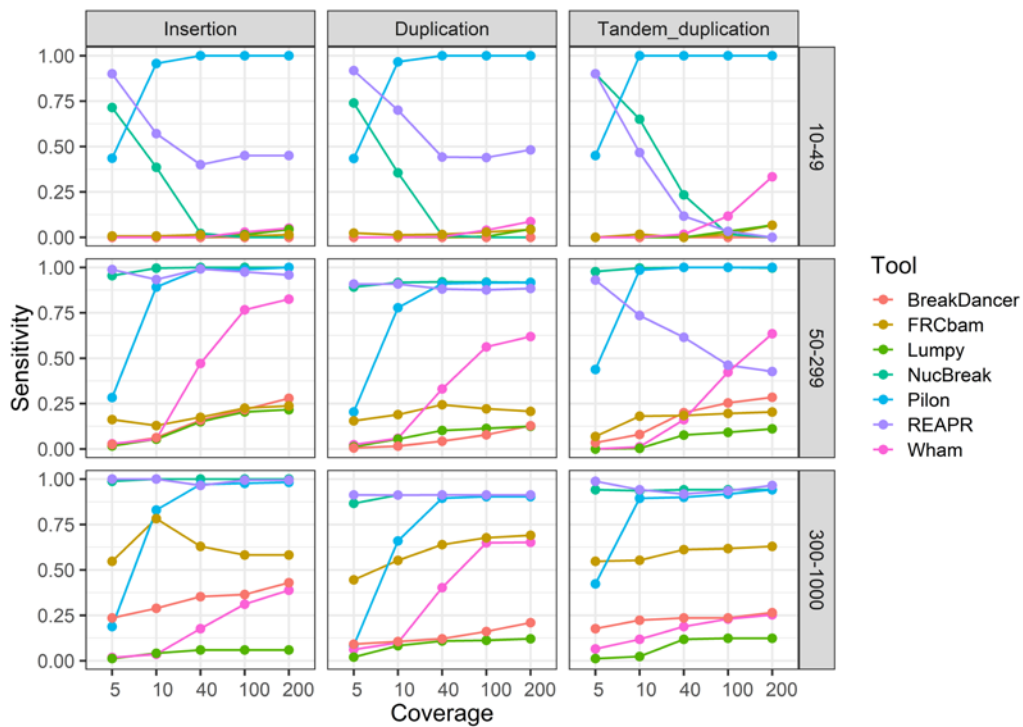 Insertion Duplication Tandem_duplication
1.00
0.75
0.50
0.25
0.00
10-49
1.00
0.75
0.50
0.25
0.00
50-299
1.00
0.75
0.50
0.25
0.00
300-1000
Sensitivity
5 10 40 100 200 5 10 40 100 200 5 10 40 100 200
Coverage
Tool
BreakDancer
FRCbam
Lumpy
NucBreak
Pilon
REAPR
Wham